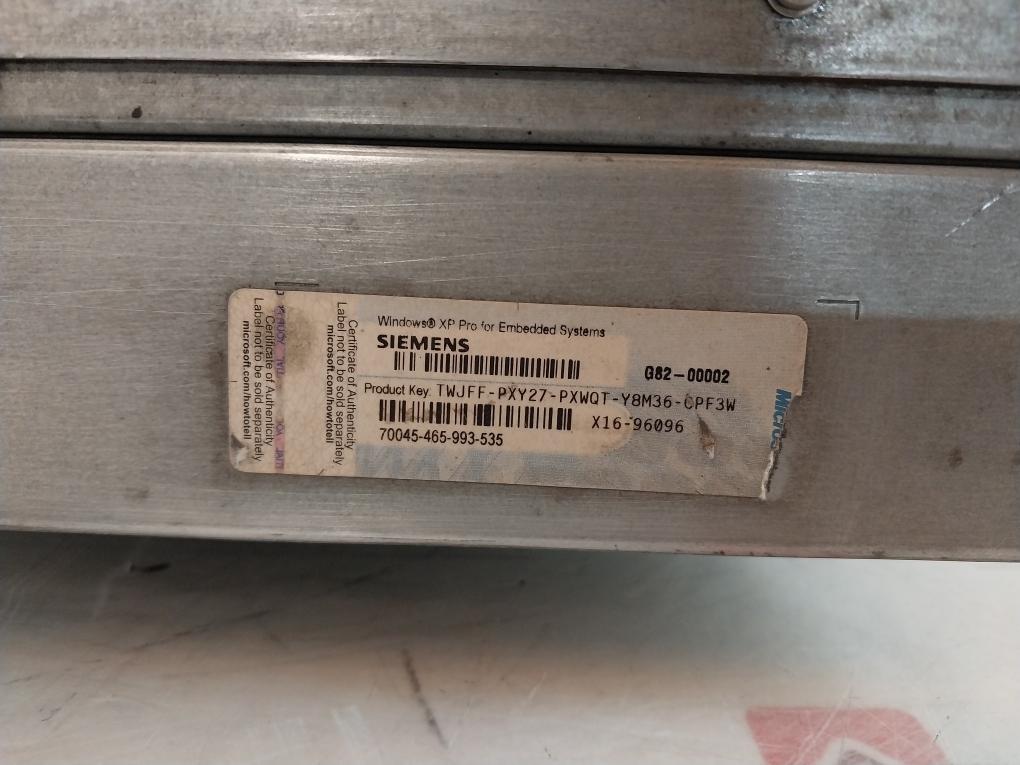 Windows® XP Pro for Embedded Systems
SIEMENS
G82-00002
Product Key: TWJFF-PXY27-PXWQT-Y8M36-CPF3W
X16-96096
70045-465-993-535
Certificate of Authenticity
Label not to be sold separately
microsoft.com/howtotell
Certificate of Authenticity
Label not to be sold separately
microsoft.com/howtotell